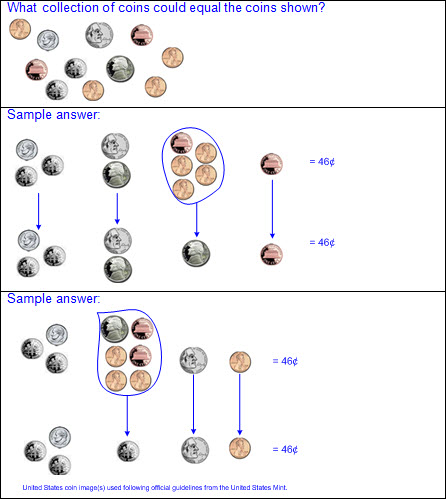 What collection of coins could equal the coins shown?
Sample answer:
= 46¢
= 46¢
Sample answer:
= 46¢
= 46¢
United States coin image(s) used following official guidelines from the United States Mint.